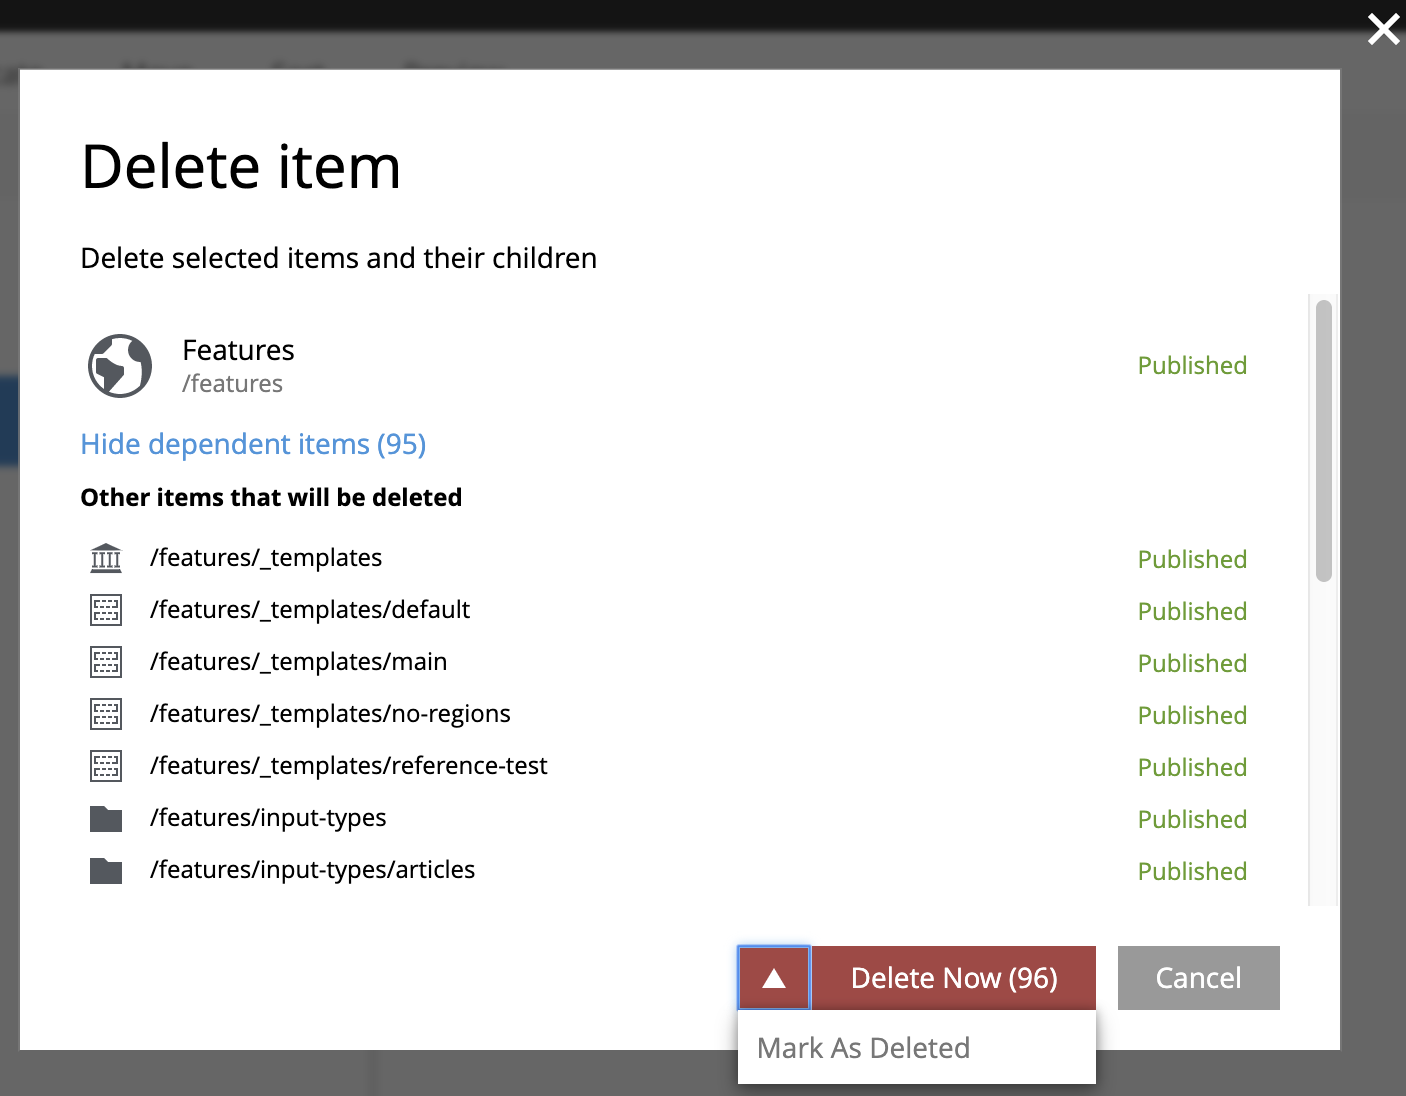 Delete item
Delete selected items and their children
Features
/features
Published
Hide dependent items (95)
Other items that will be deleted
/features/_templates Published
/features/_templates/default Published
/features/_templates/main Published
/features/_templates/no-regions Published
/features/_templates/reference-test Published
/features/input-types Published
/features/input-types/articles Published
Delete Now (96) Cancel
Mark As Deleted